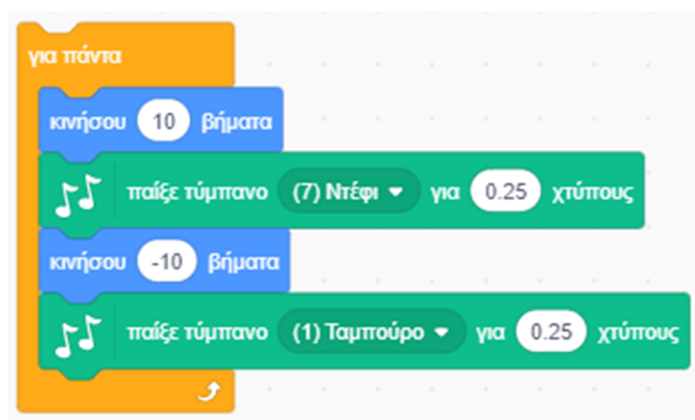 για πάντα
κινήσου 10 βήματα
παίξε τύμπανο (7) Ντέφι για 0.25 χτύπους
κινήσου -10 βήματα
παίξε τύμπανο (1) Ταμπούρο για 0.25 χτύπους